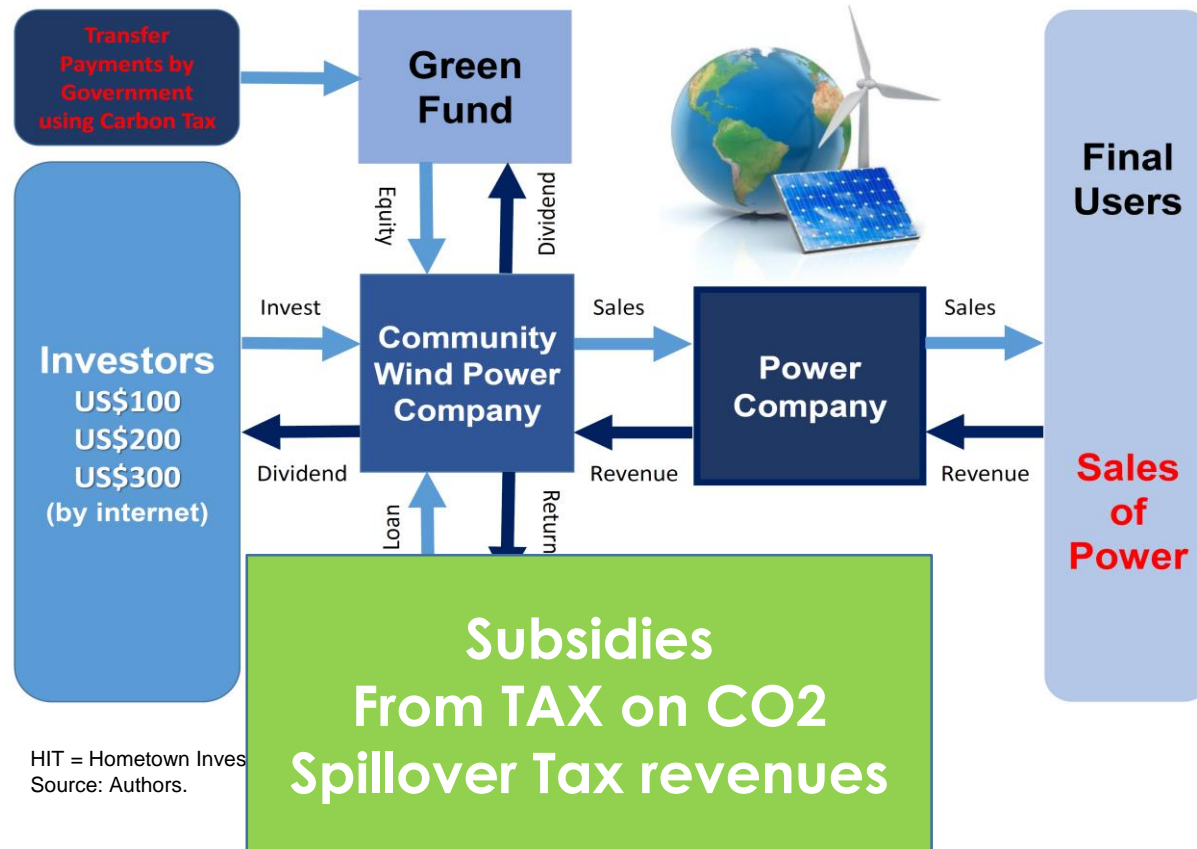 Transfer
Payments by
Government
using Carbon Tax
Green
Fund
Equity
Dividend
Final
Users
Invest
Sales
Sales
Investors
US$100
US$200
US$300
(by internet)
Community
Wind Power
Company
Power
Company
Dividend
Revenue
Revenue
Sales
of
Power
Loan
Return
Subsidies
From TAX on CO2
Spillover Tax revenues
HIT = Hometown Inves
Source: Authors.